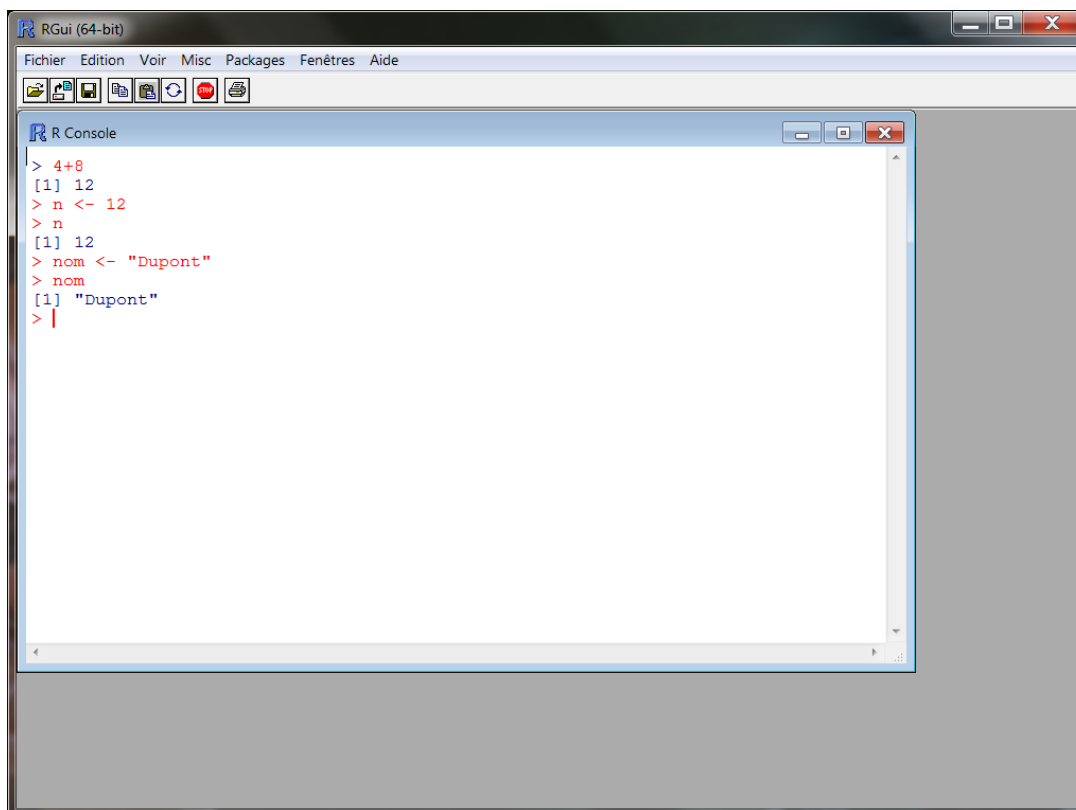 RGui (64-bit)
Fichier Edition Voir Misc Packages Fenêtres Aide
STOP
R Console
> 4+8
[1] 12
> n <- 12
> n
[1] 12
> nom <- "Dupont"
> nom
[1] "Dupont"
>